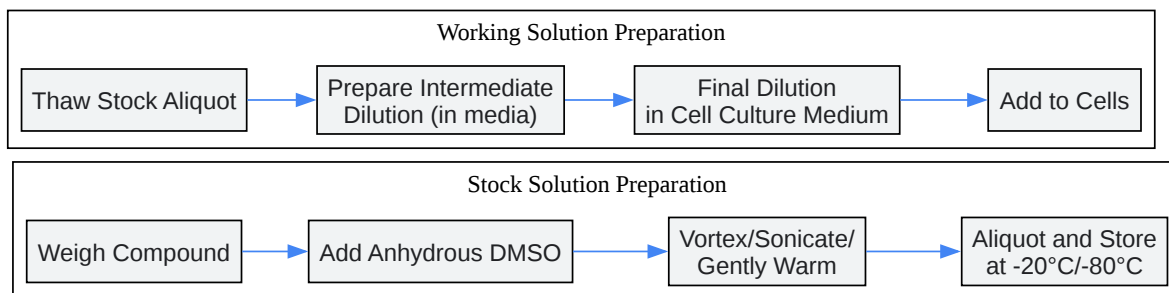 Working Solution Preparation
Thaw Stock Aliquot
Prepare Intermediate
Dilution (in media)
Final Dilution
in Cell Culture Medium
Add to Cells
Stock Solution Preparation
Weigh Compound
Add Anhydrous DMSO
Vortex/Sonicate/
Gently Warm
Aliquot and Store
at -20°C/-80°C